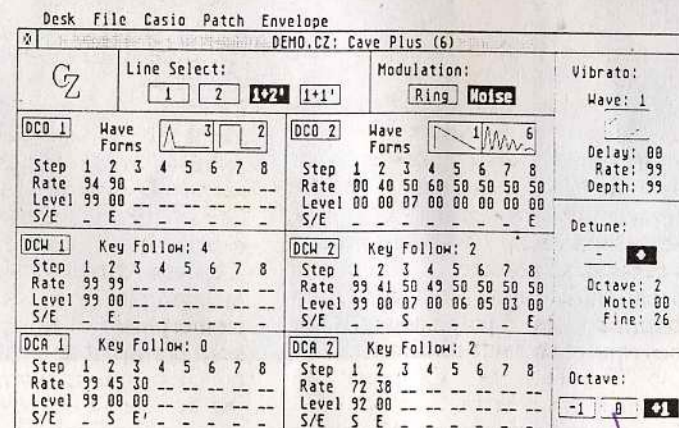 Desk File Casio Patch Envelope
DEMO.CZ: Cave Plus (6)
CZ
Line Select:
1 2 1+2' 1+1'
Modulation:
Ring Noise
Vibrato:
Wave: 1
Delay: 00
Rate: 99
Depth: 99
DCO 1 Wave Forms 3 2
Step 1 2 3 4 5 6 7 8
Rate 94 90 -- -- -- -- -- --
Level 99 00 -- -- -- -- -- --
S/E _ E _ _ _ _ _ _
DCO 2 Wave Forms 1 6
Step 1 2 3 4 5 6 7 8
Rate 00 40 50 60 50 50 50 50
Level 00 00 07 00 00 00 00 00
S/E _ _ _ _ _ _ _ E
Detune:
- +
Octave: 2
Note: 00
Fine: 26
DCW 1 Key Follow: 4
Step 1 2 3 4 5 6 7 8
Rate 99 99 -- -- -- -- -- --
Level 99 00 -- -- -- -- -- --
S/E _ E _ _ _ _ _ _
DCW 2 Key Follow: 2
Step 1 2 3 4 5 6 7 8
Rate 99 41 50 49 50 50 50 50
Level 99 00 07 00 06 05 03 00
S/E _ _ S _ _ _ _ E
DCA 1 Key Follow: 0
Step 1 2 3 4 5 6 7 8
Rate 99 45 30 -- -- -- -- --
Level 99 00 00 -- -- -- -- --
S/E _ S E' _ _ _ _ _
DCA 2 Key Follow: 2
Step 1 2 3 4 5 6 7 8
Rate 72 38 -- -- -- -- -- --
Level 92 00 -- -- -- -- -- --
S/E S E _ _ _ _ _ _
Octave:
-1 0 +1